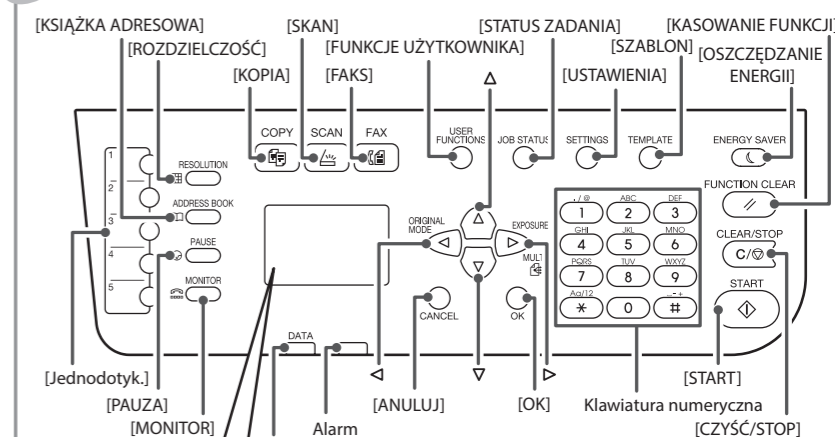 [KSIĄŻKA ADRESOWA]
[SKAN]
[STATUS ZADANIA]
[KASOWANIE FUNKCJI]
[ROZDZIELCZOŚĆ]
[FUNKCJE UŻYTKOWNIKA]
[SZABLON]
[OSZCZĘDZANIE
ENERGII]
[KOPIA]
[FAKS]
[USTAWIENIA]
COPY
SCAN
FAX
USER
FUNCTIONS
JOB STATUS
SETTINGS
TEMPLATE
ENERGY SAVER
1
2
3
4
5
RESOLUTION
ADDRESS BOOK
PAUSE
MONITOR
FUNCTION CLEAR
ORIGINAL
MODE
EXPOSURE
MULTI
CANCEL
OK
. / @
ABC
DEF
1
2
3
GHI
JKL
MNO
4
5
6
PQRS
TUV
WXYZ
7
8
9
Aa/12
_-+
*
0
#
CLEAR/STOP
C/
START
DATA
[Jednodotyk.]
[PAUZA]
[MONITOR]
Alarm
[ANULUJ]
[OK]
Klawiatura numeryczna
[START]
[CZYŚĆ/STOP]